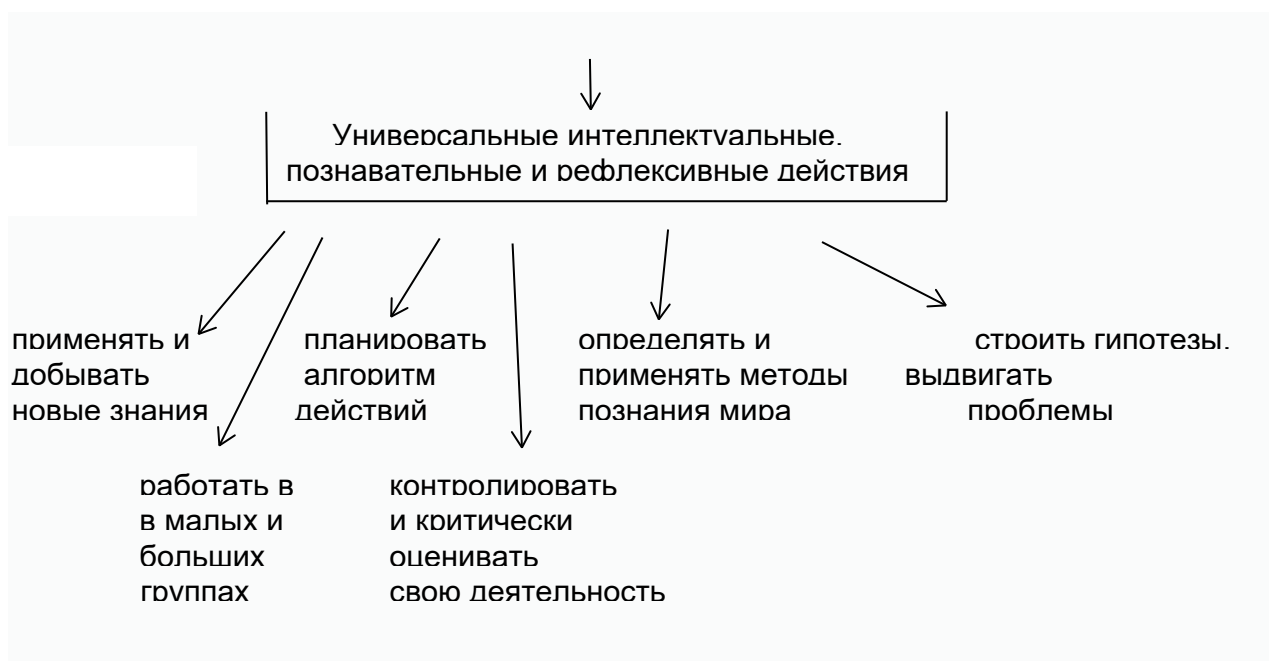 Универсальные интеллектуальные,
познавательные и рефлексивные действия
применять и
добывать
новые знания
планировать
алгоритм
действий
определять и
применять методы
познания мира
строить гипотезы,
выдвигать
проблемы
работать в
в малых и
больших
группах
контролировать
и критически
оценивать
свою деятельность